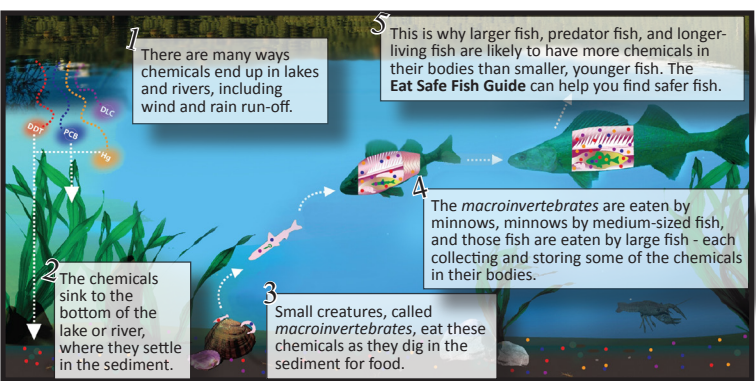 1
There are many ways
chemicals end up in lakes
and rivers, including
wind and rain run-off.
DDT
PCB
DLC
Hg
2
The chemicals
sink to the
bottom of the
lake or river,
where they settle
in the sediment.
3
Small creatures, called
macroinvertebrates, eat these
chemicals as they dig in the
sediment for food.
4
The macroinvertebrates are eaten by
minnows, minnows by medium-sized fish,
and those fish are eaten by large fish - each
collecting and storing some of the chemicals
in their bodies.
5
This is why larger fish, predator fish, and longer-
living fish are likely to have more chemicals in
their bodies than smaller, younger fish. The
Eat Safe Fish Guide can help you find safer fish.